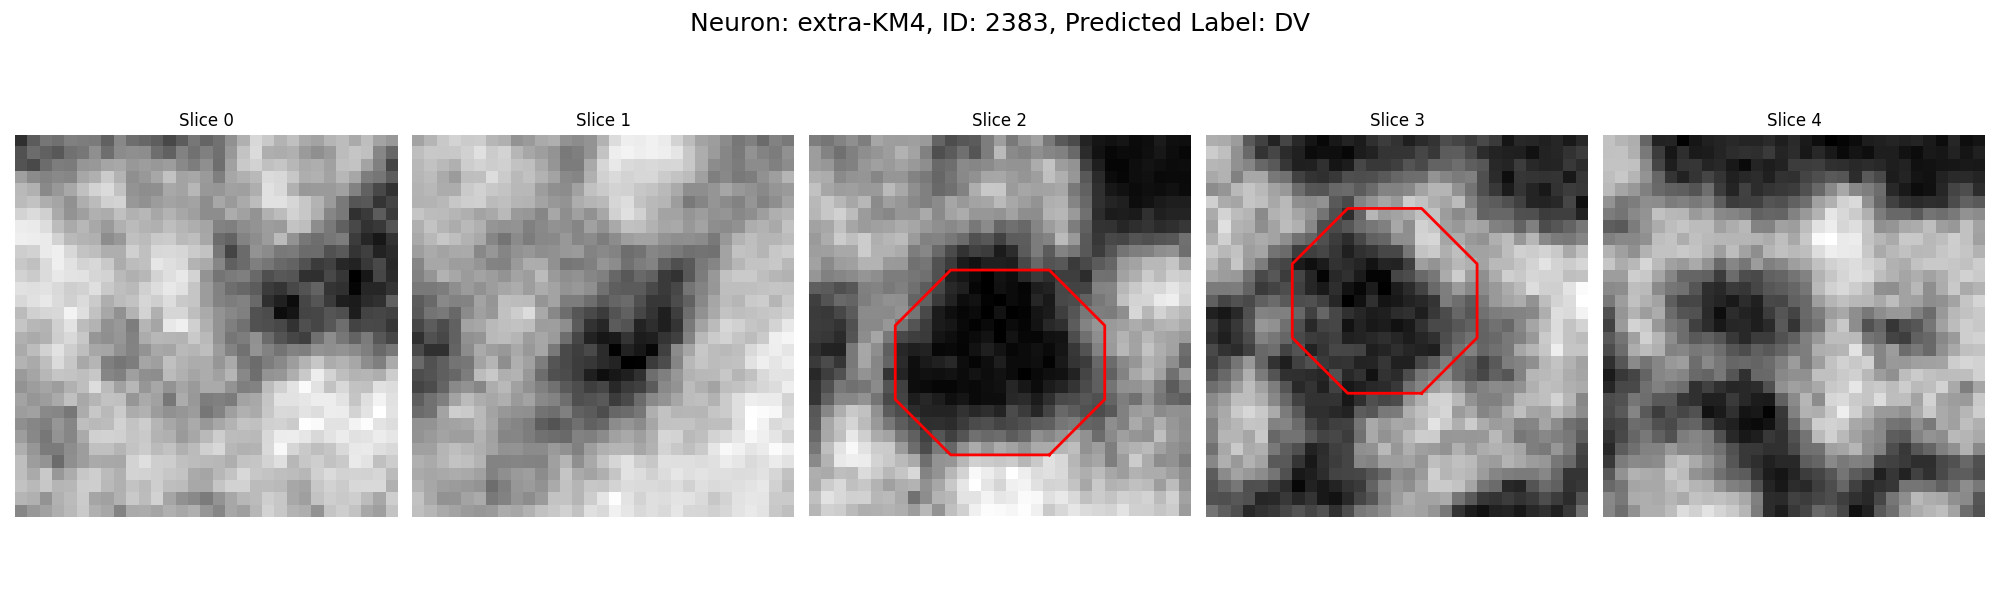 Neuron: extra-KM4, ID: 2383, Predicted Label: DV
Slice 0
Slice 1
Slice 2
Slice 3
Slice 4